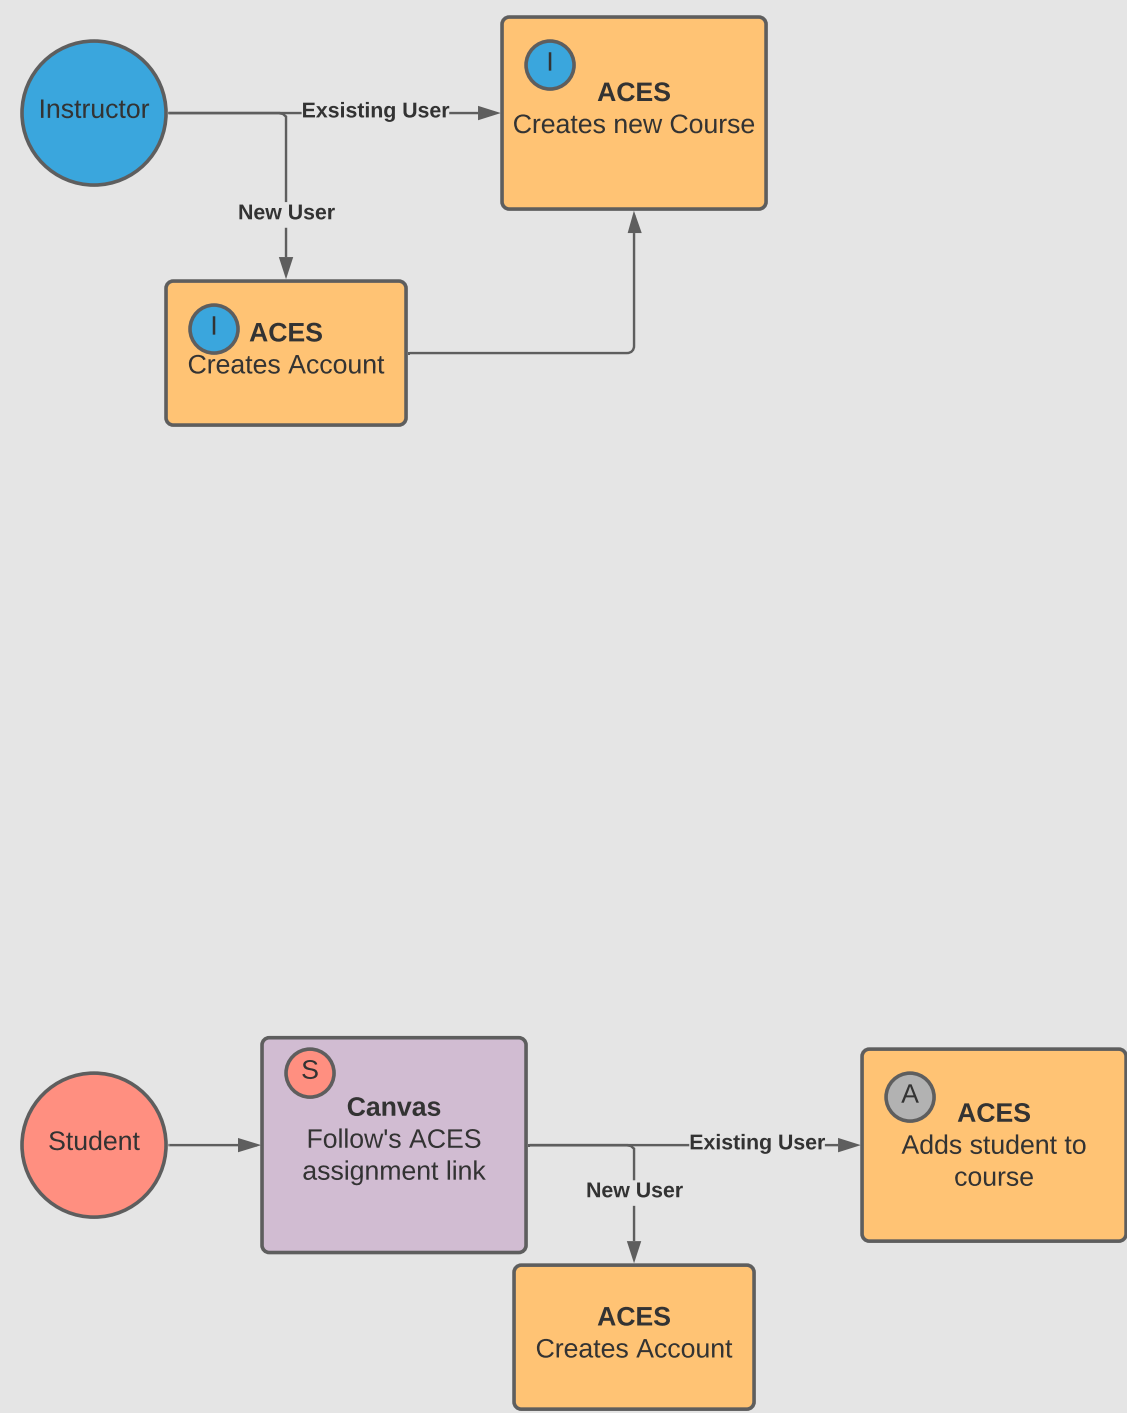 Instructor
Exsisting User
I
ACES
Creates new Course
New User
I
ACES
Creates Account
Student
S
Canvas
Follow's ACES
assignment link
Existing User
New User
A
ACES
Adds student to
course
ACES
Creates Account